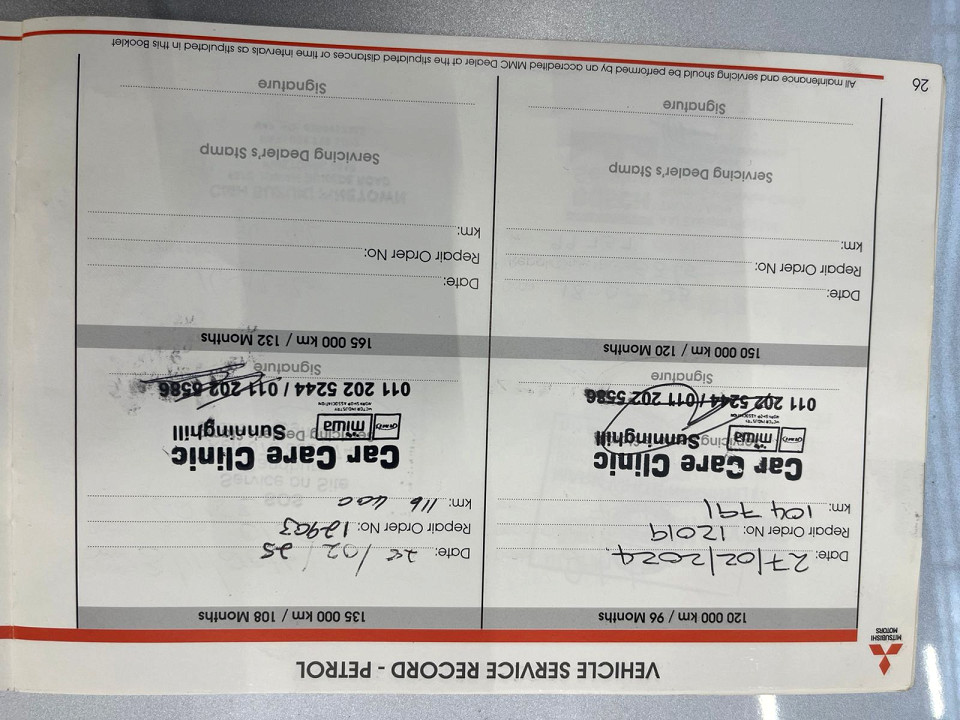 VEHICLE SERVICE RECORD - PETROL
MITSUBISHI
MOTORS
120 000 km / 96 Months
Date: 27/02/2024
Repair Order No: 12019
km: 104 791
Car Care Clinic
Sunninghill
miwa
011 202 5244 / 011 202 5586
Signature
150 000 km / 120 Months
Date:
Repair Order No:
km:
Servicing Dealer's Stamp
Signature
135 000 km / 108 Months
Date: 25/02/25
Repair Order No: 12903
km: 116 400
Car Care Clinic
Sunninghill
miwa
011 202 5244 / 011 202 5586
Signature
165 000 km / 132 Months
Date:
Repair Order No:
km:
Servicing Dealer's Stamp
Signature
All maintenance and servicing should be performed by an accredited MMC Dealer at the stipulated distances or time intervals as stipulated in this Booklet
26